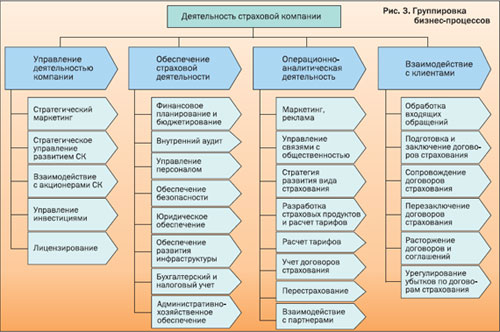 Деятельность страховой компании
Рис. 3. Группировка
бизнес-процессов
Управление
деятельностью
компании
Стратегический
маркетинг
Стратегическое
управление
развитием СК
Взаимодействие
с акционерами СК
Управление
инвестициями
Лицензирование
Обеспечение
страховой
деятельности
Финансовое
планирование и
бюджетирование
Внутренний аудит
Управление
персоналом
Обеспечение
безопасности
Юридическое
обеспечение
Обеспечение
развития
инфраструктуры
Бухгалтерский и
налоговый учет
Административно-
хозяйственное
обеспечение
Операционно-
аналитическая
деятельность
Маркетинг,
реклама
Управление
связями с
общественностью
Стратегия
развития вида
страхования
Разработка
страховых продуктов
и расчет тарифов
Расчет тарифов
Учет договоров
страхования
Перестрахование
Взаимодействие
с партнерами
Взаимодействие
с клиентами
Обработка
входящих
обращений
Подготовка и
заключение догово-
ров страхования
Сопровождение
договоров
страхования
Перезаключение
договоров
страхования
Расторжение
договоров и
соглашений
Урегулирование
убытков по догово-
рам страхования